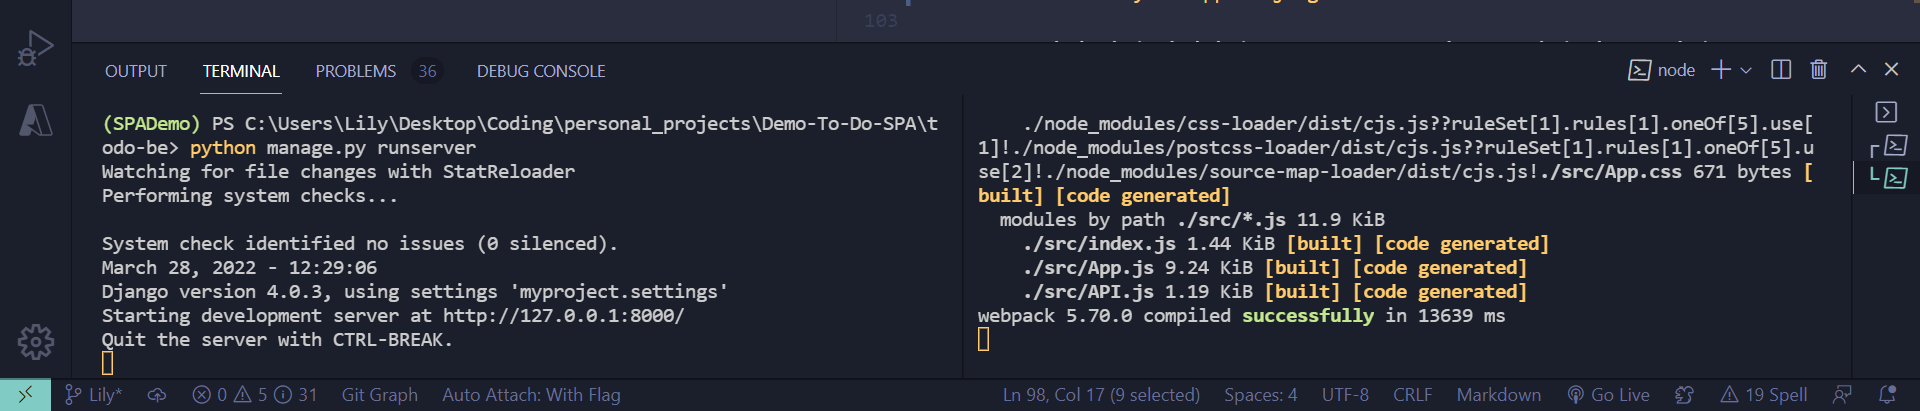 103
OUTPUT TERMINAL PROBLEMS 36 DEBUG CONSOLE
node
(SPADemo) PS C:\Users\Lily\Desktop\Coding\personal_projects\Demo-To-Do-SPA\t
odo-be> python manage.py runserver
Watching for file changes with StatReloader
Performing system checks...

System check identified no issues (0 silenced).
March 28, 2022 - 12:29:06
Django version 4.0.3, using settings 'myproject.settings'
Starting development server at http://127.0.0.1:8000/
Quit the server with CTRL-BREAK.
./node_modules/css-loader/dist/cjs.js??ruleSet[1].rules[1].oneOf[5].use[
1]!./node_modules/postcss-loader/dist/cjs.js??ruleSet[1].rules[1].oneOf[5].u
se[2]!./node_modules/source-map-loader/dist/cjs.js!./src/App.css 671 bytes [
built] [code generated]
modules by path ./src/*.js 11.9 KiB
./src/index.js 1.44 KiB [built] [code generated]
./src/App.js 9.24 KiB [built] [code generated]
./src/API.js 1.19 KiB [built] [code generated]
webpack 5.70.0 compiled successfully in 13639 ms
Lily* 0 5 31 Git Graph Auto Attach: With Flag
Ln 98, Col 17 (9 selected) Spaces: 4 UTF-8 CRLF Markdown Go Live 19 Spell